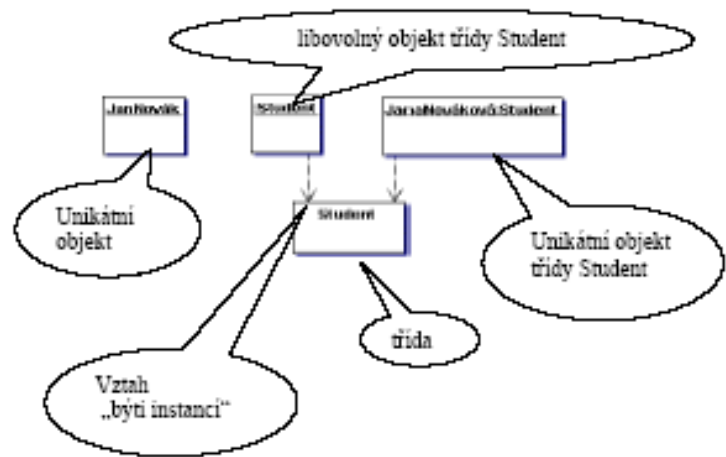 libovolný objekt třídy Student
JanNovák
Student
JanaNováková:Student
Unikátní
objekt
Student
Unikátní objekt
třídy Student
třída
Vztah
„býti instancí“